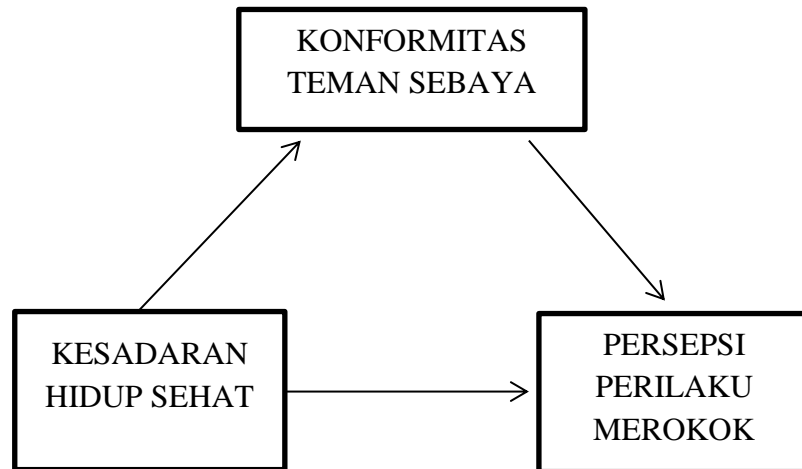 KONFORMITAS
TEMAN SEBAYA
KESADARAN
HIDUP SEHAT
PERSEPSI
PERILAKU
MEROKOK